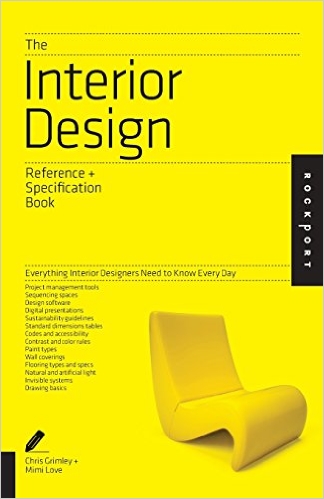 The
Interior
Design
Reference +
Specification
Book
ROCKPORT
Everything Interior Designers Need to Know Every Day
Project management tools
Sequencing spaces
Design software
Digital presentations
Sustainability guidelines
Standard dimensions tables
Codes and accessibility
Contrast and color rules
Paint types
Wall coverings
Flooring types and specs
Natural and artificial light
Invisible systems
Drawing basics
Chris Grimley +
Mimi Love